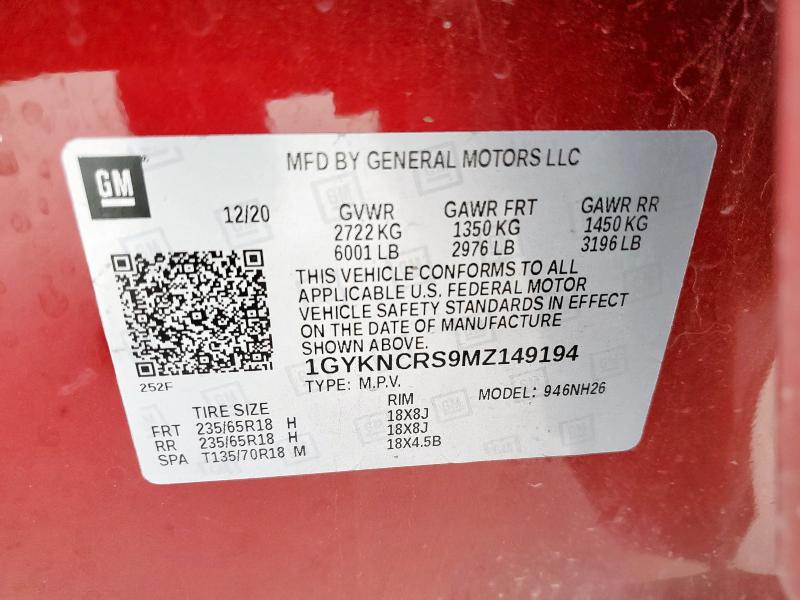 GM
MFD BY GENERAL MOTORS LLC
12/20 GVWR GAWR FRT GAWR RR
2722 KG 1350 KG 1450 KG
6001 LB 2976 LB 3196 LB
THIS VEHICLE CONFORMS TO ALL
APPLICABLE U.S. FEDERAL MOTOR
VEHICLE SAFETY STANDARDS IN EFFECT
ON THE DATE OF MANUFACTURE
SHOWN ABOVE.
1GYKNCRS9MZ149194
252F
TYPE: M.P.V. MODEL: 946NH26
TIRE SIZE RIM
FRT 235/65R18 H 18X8J
RR 235/65R18 H 18X8J
SPA T135/70R18 M 18X4.5B